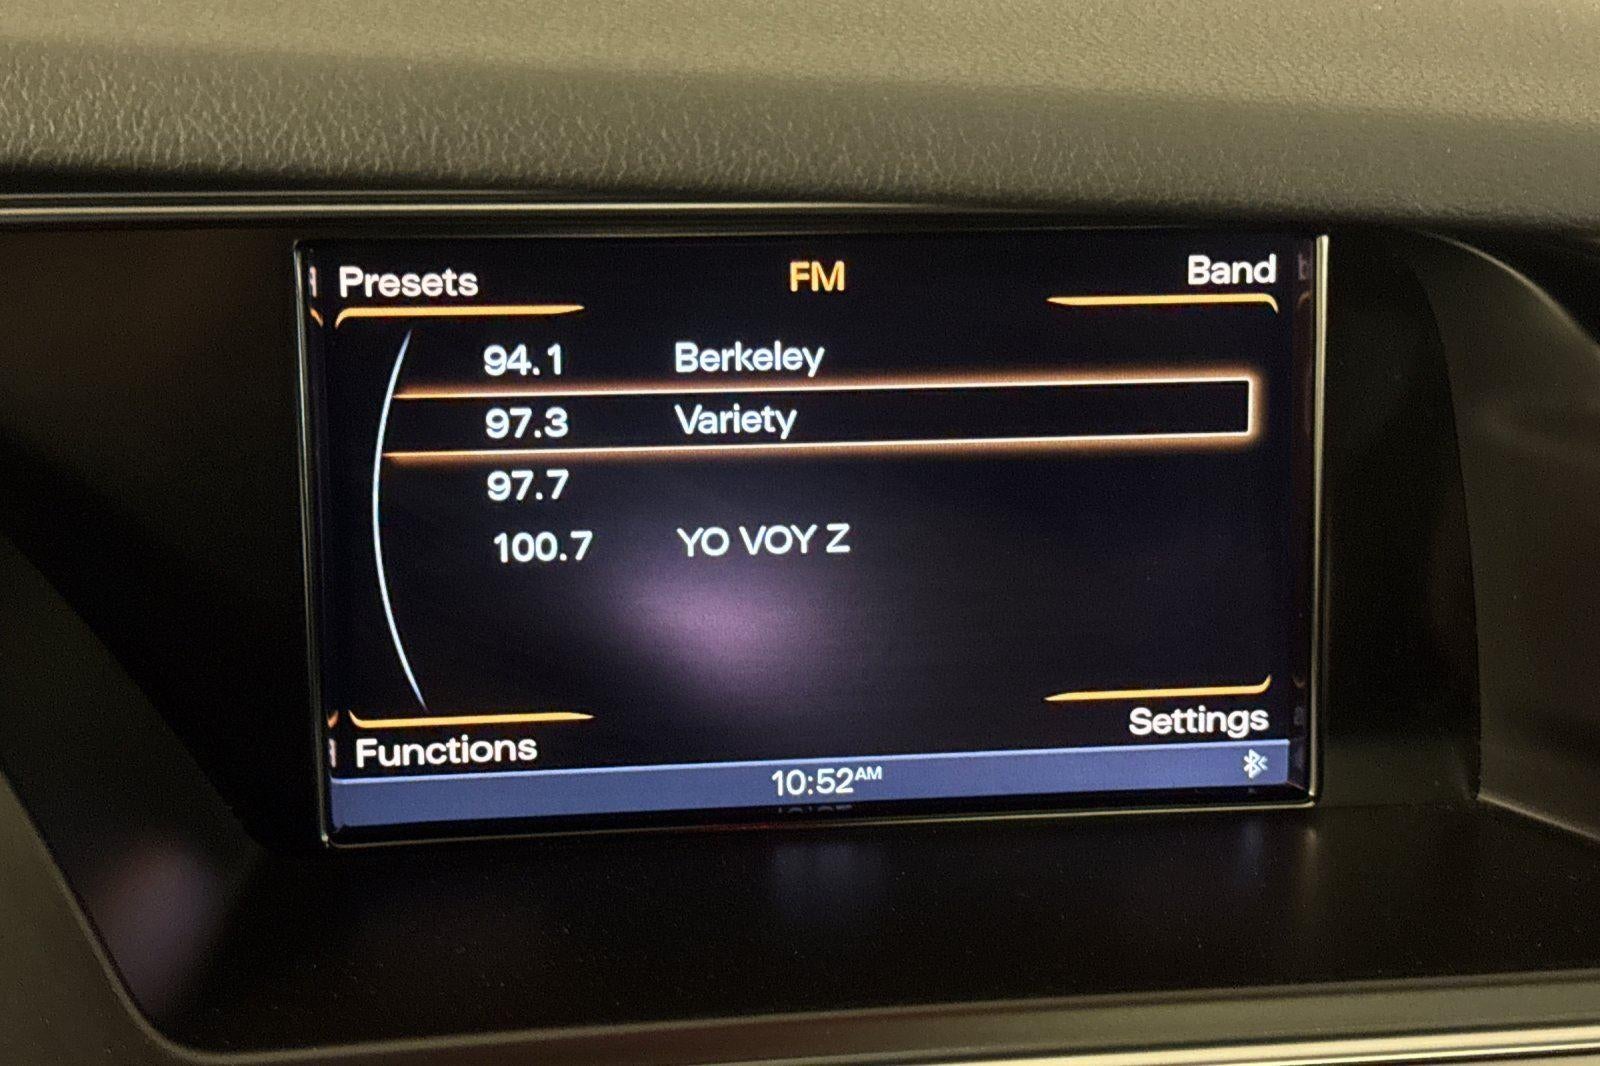 Presets FM Band
94.1 Berkeley
97.3 Variety
97.7
100.7 YO VOY Z
Functions Settings
10:52AM